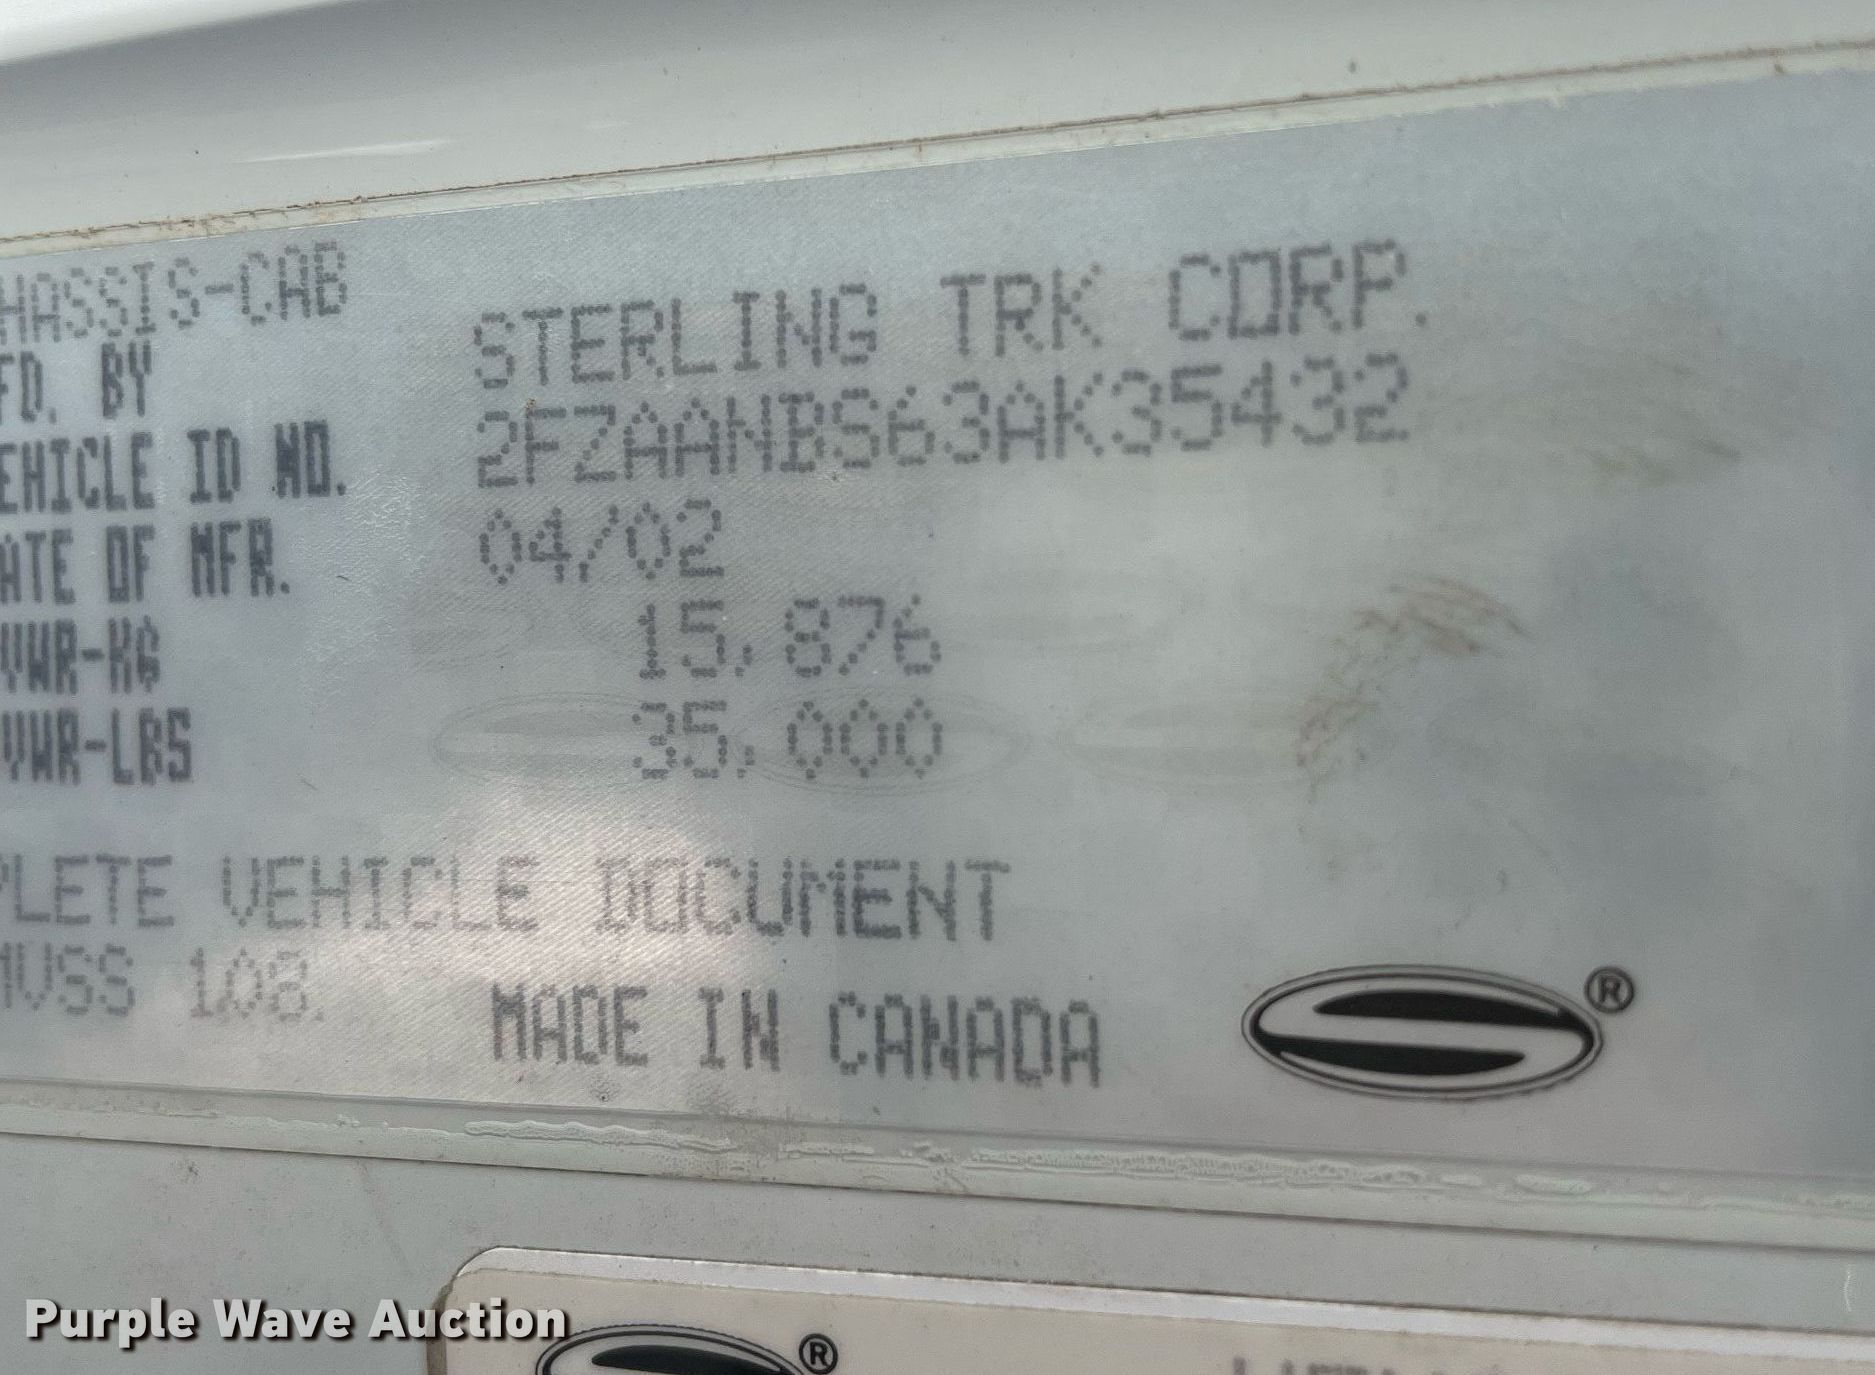 HASSIS-CAB
FD. BY STERLING TRK CORP.
EHICLE ID NO. 2FZAANBS63AK35432
ATE OF MFR. 04/02
VWR-KG 15,876
VWR-LBS 35,000
PLETE VEHICLE DOCUMENT
MVSS 108.
MADE IN CANADA
®
Purple Wave Auction
®